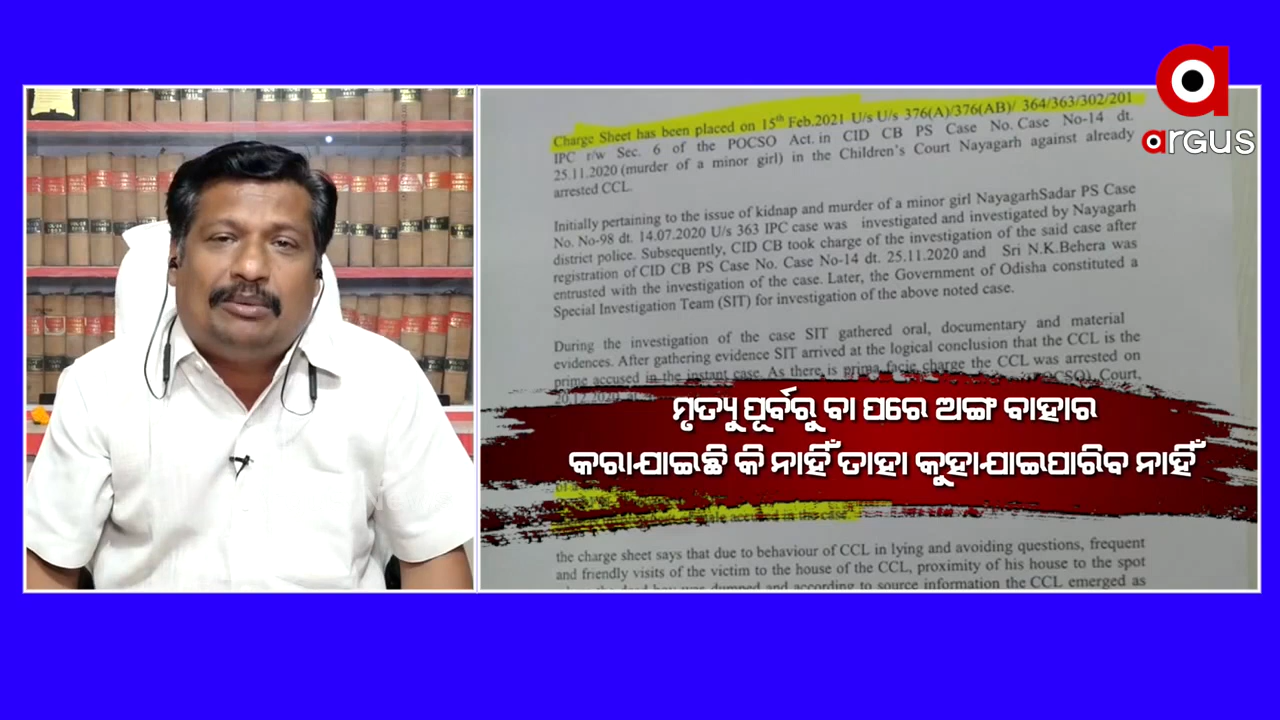 argus
Charge Sheet has been placed on 15th Feb.2021 U/s U/s 376(A)/376(AB)/ 364/363/302/201
IPC r/w Sec. 6 of the POCSO Act. in CID CB PS Case No. Case No-14 dt.
25.11.2020 (murder of a minor girl) in the Children's Court Nayagarh against already
arrested CCL.
Initially pertaining to the issue of kidnap and murder of a minor girl NayagarhSadar PS Case
No. No-98 dt. 14.07.2020 U/s 363 IPC case was investigated and investigated by Nayagarh
district police. Subsequently, CID CB took charge of the investigation of the said case after
registration of CID CB PS Case No. Case No-14 dt. 25.11.2020 and Sri N.K.Behera was
entrusted with the investigation of the case. Later, the Government of Odisha constituted a
Special Investigation Team (SIT) for investigation of the above noted case.
During the investigation of the case SIT gathered oral, documentary and material
evidences. After gathering evidence SIT arrived at the logical conclusion that the CCL is the
prime accused in the instant case. As there is prima facie charge the CCL was arrested on
Court,
ମୃତ୍ୟୁ ପୂର୍ବରୁ ବା ପରେ ଅଙ୍ଗ ବାହାର
କରାଯାଇଛି କି ନାହିଁ ତାହା କୁହାଯାଇପାରିବ ନାହିଁ
the charge sheet says that due to behaviour of CCL in lying and avoiding questions, frequent
and friendly visits of the victim to the house of the CCL, proximity of his house to the spot
and according to source information the CCL emerged as